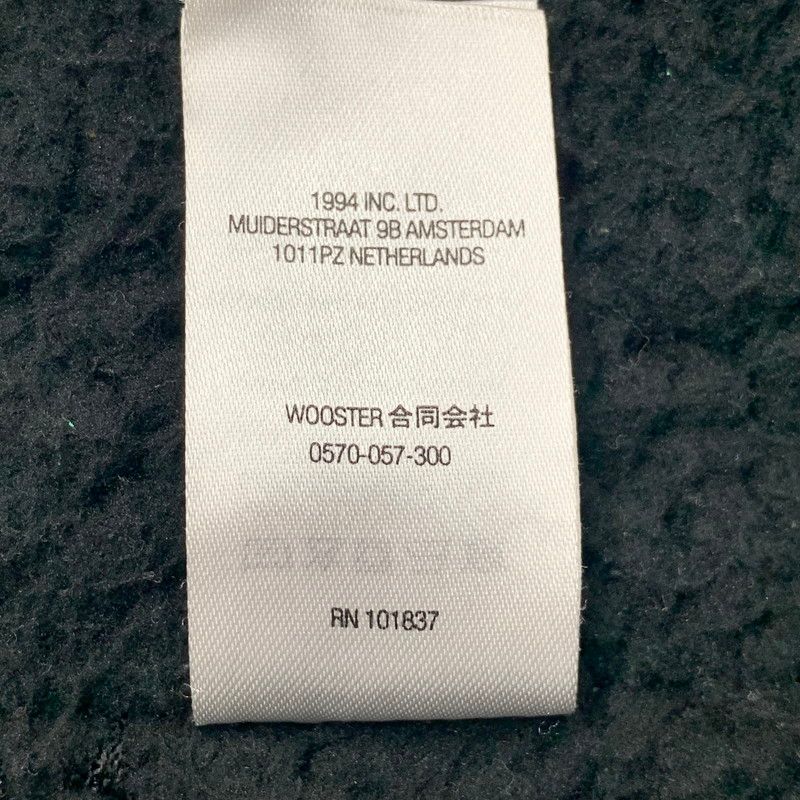 1994 INC. LTD.
MUIDERSTRAAT 9B AMSTERDAM
1011PZ NETHERLANDS
WOOSTER 合同会社
0570-057-300
RN 101837